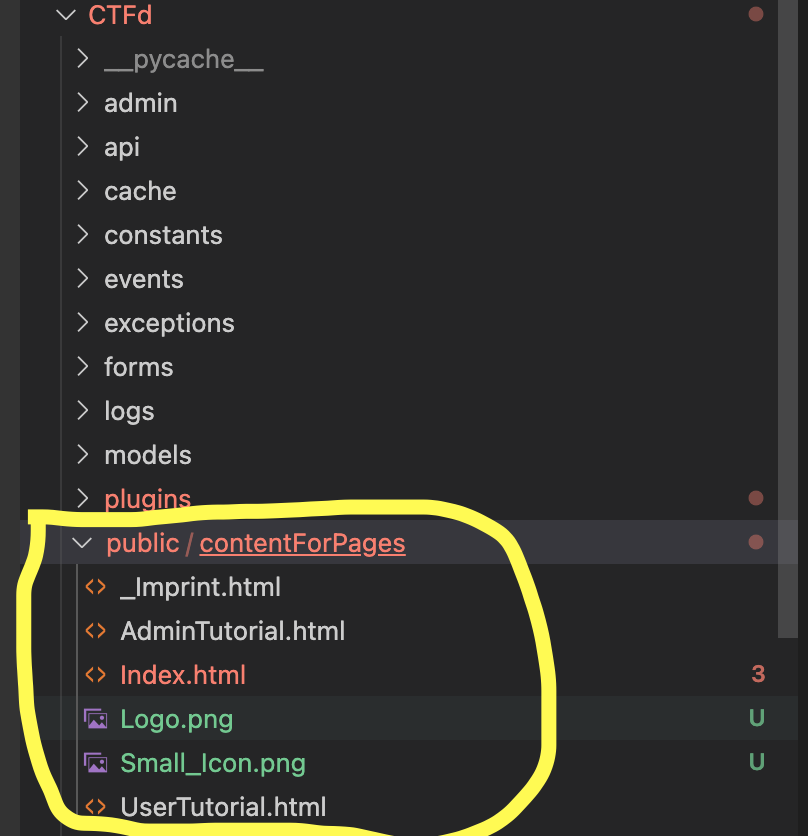 CTFd
__pycache__
admin
api
cache
constants
events
exceptions
forms
logs
models
plugins
public / contentForPages
_Imprint.html
AdminTutorial.html
Index.html 3
Logo.png U
Small_Icon.png U
UserTutorial.html